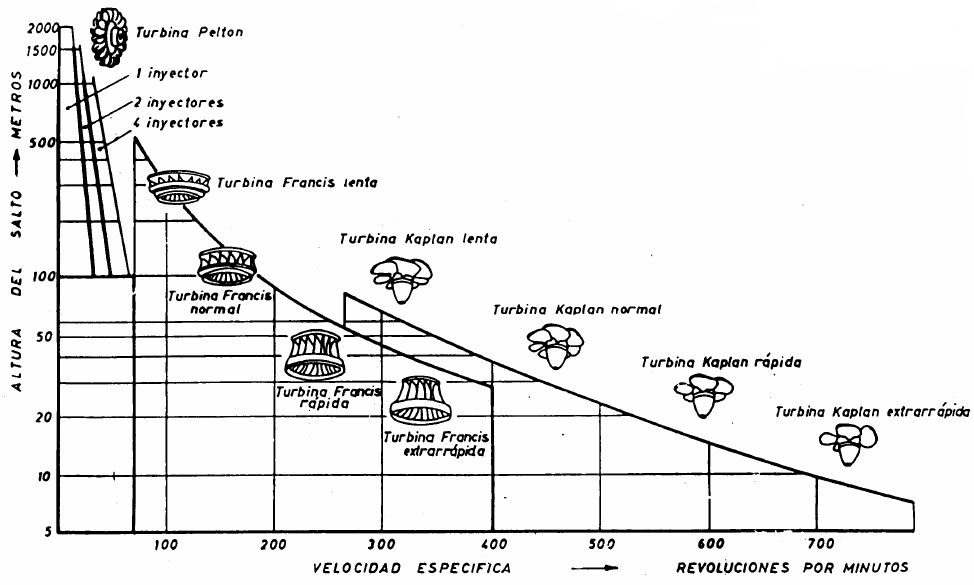 2000
1500
1000
500
100
50
20
10
5
ALTURA DEL SALTO → METROS
Turbina Pelton
1 inyector
2 inyectores
4 inyectores
Turbina Francis lenta
Turbina Francis
normal
Turbina Francis
rápida
Turbina Francis
extrarrápida
Turbina Kaplan lenta
Turbina Kaplan normal
Turbina Kaplan rápida
Turbina Kaplan extrarrápida
100 200 300 400 500 600 700
VELOCIDAD ESPECIFICA → REVOLUCIONES POR MINUTOS